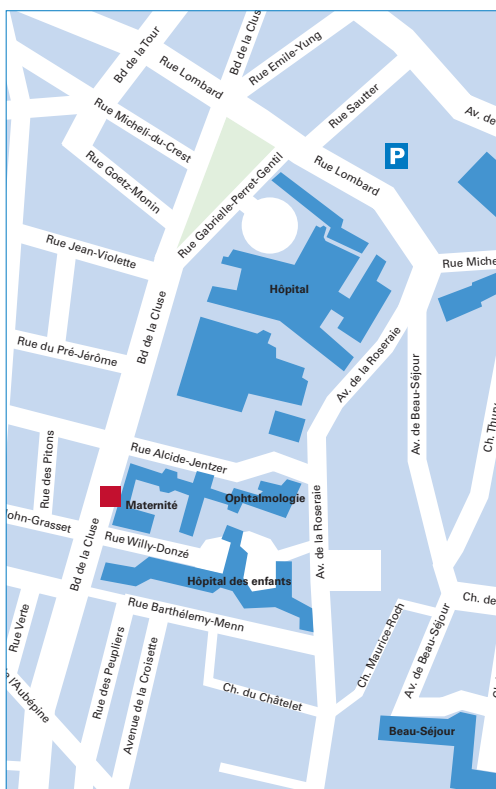 Bd de la Tour
Bd de la Cluse
Rue Emile-Yung
Rue Lombard
Rue Sautter
Av. de
Rue Micheli-du-Crest
P
Rue Goetz-Monin
Rue Lombard
Rue Gabrielle-Perret-Gentil
Rue Jean-Violette
Rue Miche
Hôpital
Bd de la Cluse
Rue du Pré-Jérôme
Av. de la Roseraie
Av. de Beau-Séjour
Ch. Thury
Rue des Pitons
Rue Alcide-Jentzer
Maternité
Ophtalmologie
Av. de la Roseraie
ohn-Grasset
Rue Willy-Donzé
Bd de la Cluse
Hôpital des enfants
Rue Barthélemy-Menn
Ch. de
Rue Verte
Rue des Peupliers
Avenue de la Croisette
Ch. Maurice-Roch
Av. de Beau-Séjour
de l'Aubépine
Ch. du Châtelet
Beau-Séjour